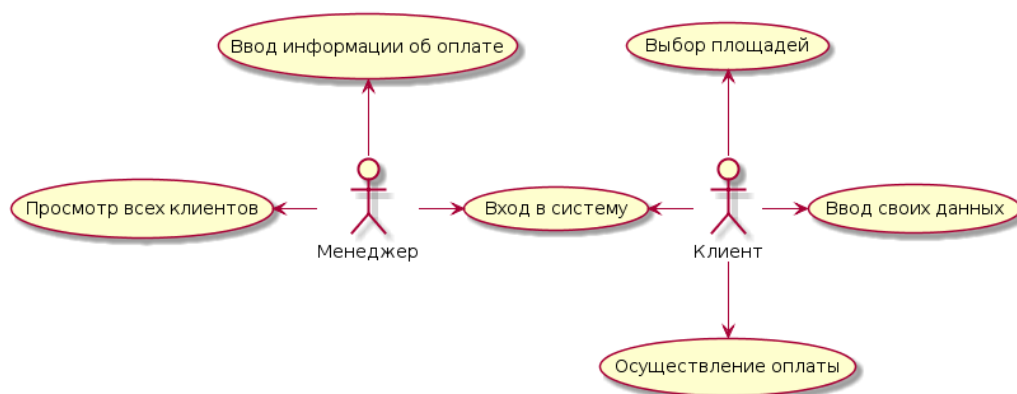 Ввод информации об оплате
Выбор площадей
Просмотр всех клиентов
Вход в систему
Ввод своих данных
Менеджер
Клиент
Осуществление оплаты